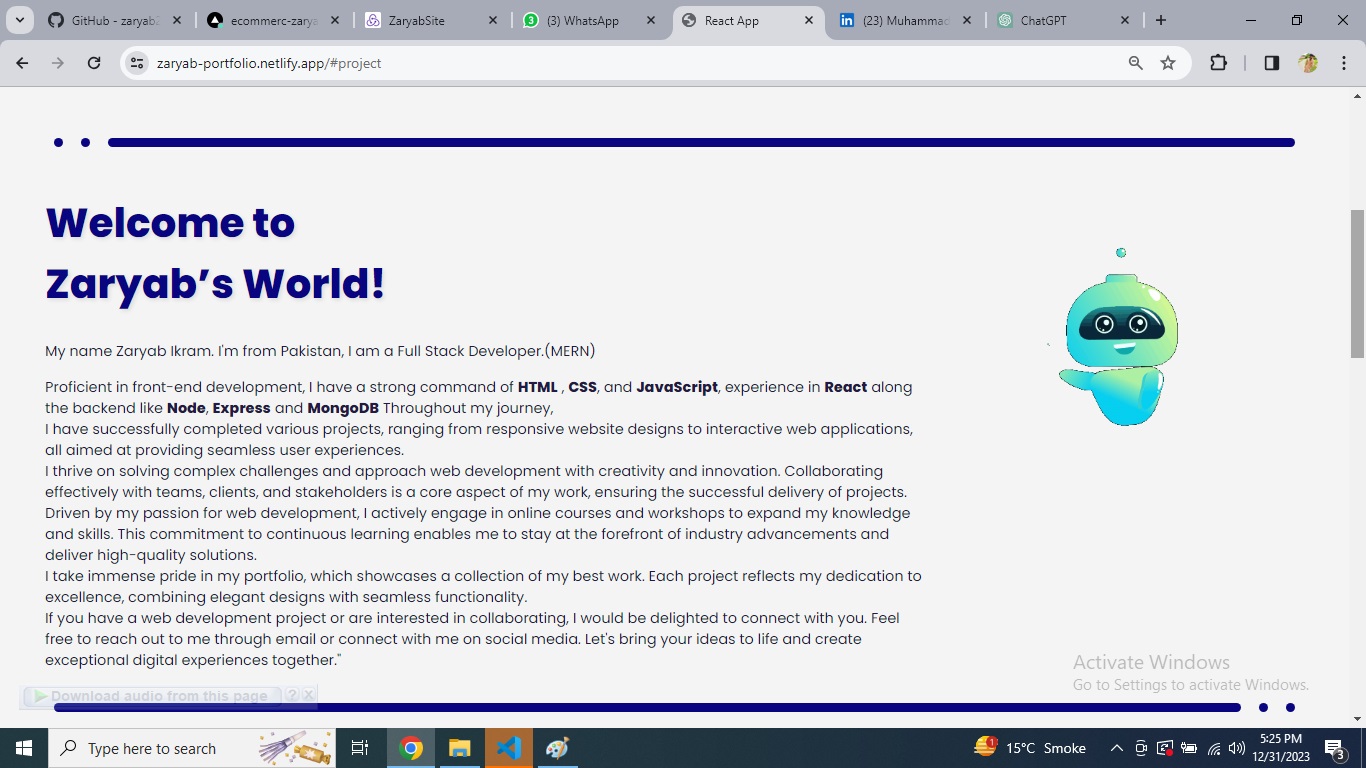 GitHub - zaryab2
ecommerc-zarya
ZaryabSite
(3) WhatsApp
React App
(23) Muhammad
ChatGPT
zaryab-portfolio.netlify.app/#project
Welcome to
Zaryab’s World!
My name Zaryab Ikram. I'm from Pakistan, I am a Full Stack Developer.(MERN)
Proficient in front-end development, I have a strong command of HTML , CSS, and JavaScript, experience in React along
the backend like Node, Express and MongoDB Throughout my journey,
I have successfully completed various projects, ranging from responsive website designs to interactive web applications,
all aimed at providing seamless user experiences.
I thrive on solving complex challenges and approach web development with creativity and innovation. Collaborating
effectively with teams, clients, and stakeholders is a core aspect of my work, ensuring the successful delivery of projects.
Driven by my passion for web development, I actively engage in online courses and workshops to expand my knowledge
and skills. This commitment to continuous learning enables me to stay at the forefront of industry advancements and
deliver high-quality solutions.
I take immense pride in my portfolio, which showcases a collection of my best work. Each project reflects my dedication to
excellence, combining elegant designs with seamless functionality.
If you have a web development project or are interested in collaborating, I would be delighted to connect with you. Feel
free to reach out to me through email or connect with me on social media. Let's bring your ideas to life and create
exceptional digital experiences together."
Activate Windows
Go to Settings to activate Windows.
Download audio from this page ? x
Type here to search
1
15°C Smoke
5:25 PM
12/31/2023
3